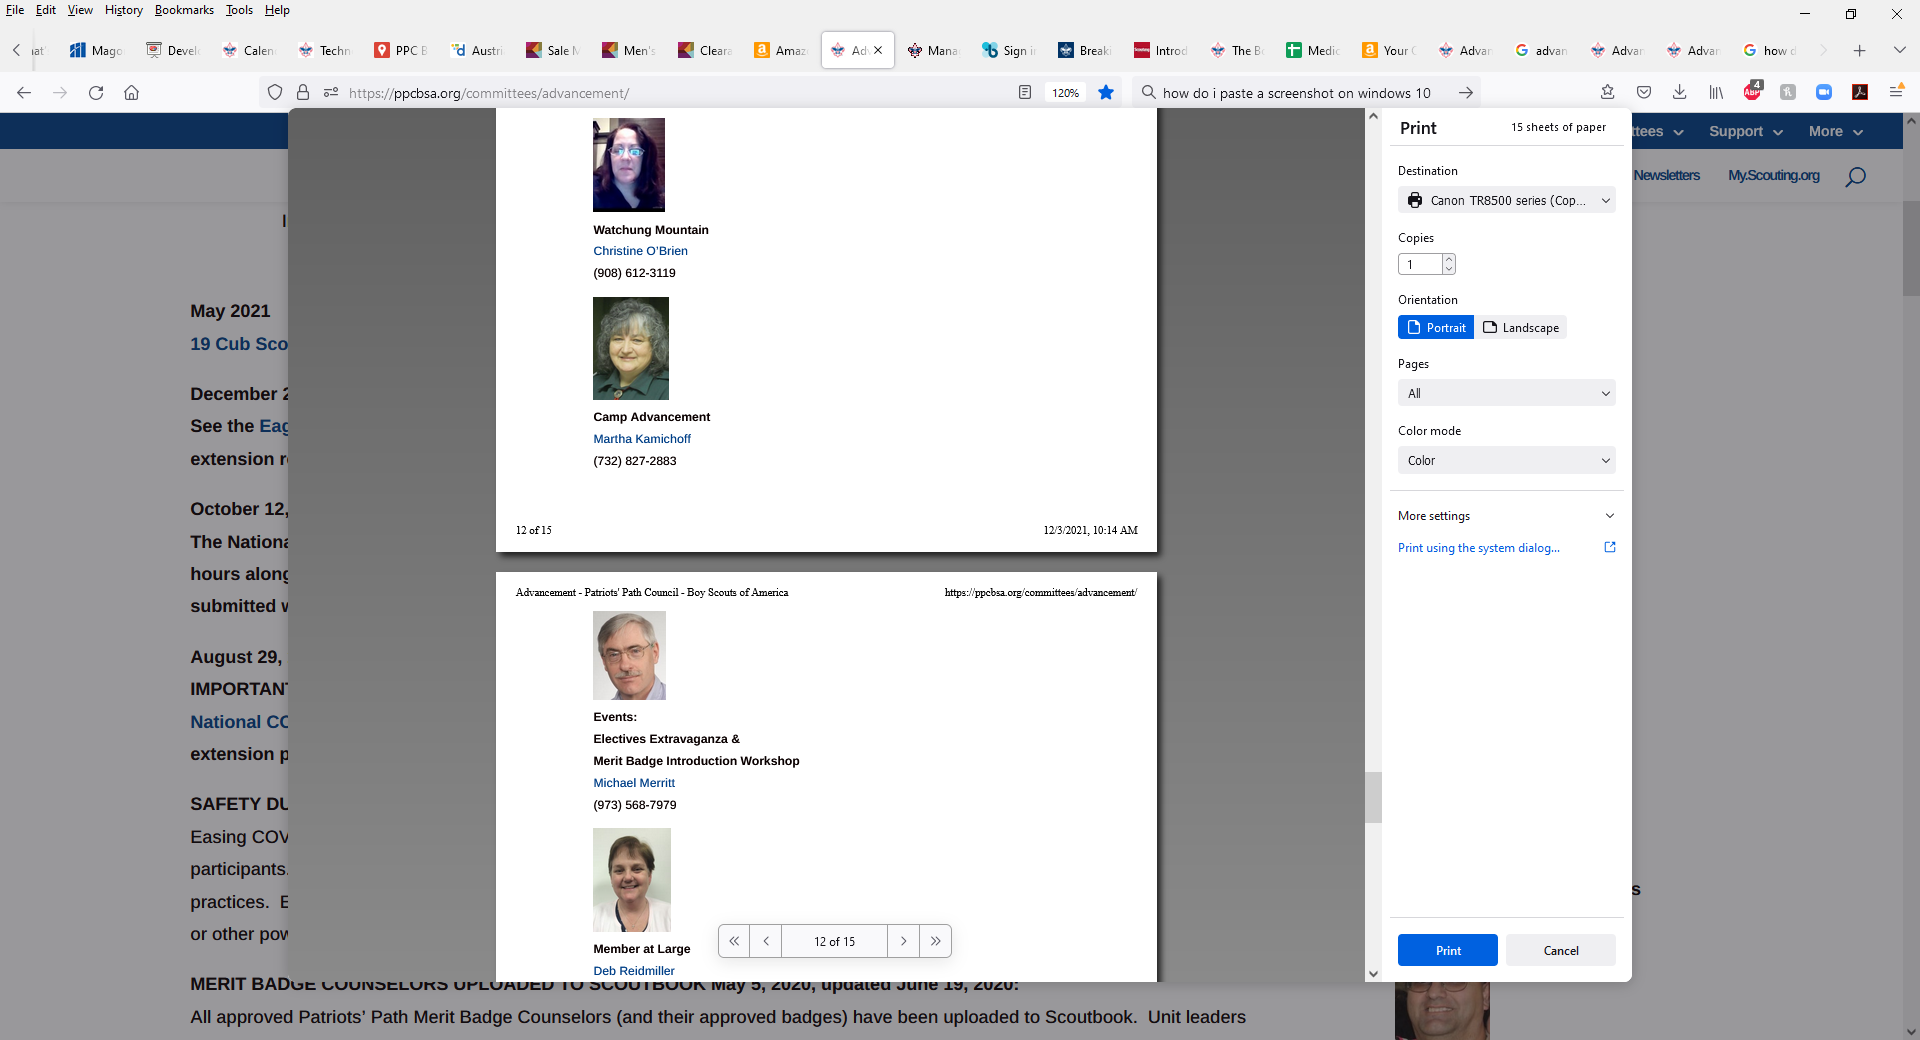 File Edit View History Bookmarks Tools Help
Mago
Devel
Calen
Techn
PPC B
Austri
Sale M
Men's
Cleara
Amaz
Ad
Mana
Sign i
Breaki
Introd
The B
Medic
Your
Advan
advan
Advan
Advan
how d
https://ppcbsa.org/committees/advancement/
120%
how do i paste a screenshot on windows 10
4
ABP
ttees Support More
Newsletters My.Scouting.org
May 2021
19 Cub Sco
December 2
See the Eag
extension r
October 12,
The Nationa
hours along
submitted w
August 29,
IMPORTANT
National CO
extension p
SAFETY DU
Easing COV
participants.
practices. E
or other pow
MERIT BADGE COUNSELORS UPLOADED TO SCOUTBOOK May 5, 2020, updated June 19, 2020:
All approved Patriots' Path Merit Badge Counselors (and their approved badges) have been uploaded to Scoutbook. Unit leaders
s
Watchung Mountain
Christine O'Brien
(908) 612-3119
Camp Advancement
Martha Kamichoff
(732) 827-2883
12 of 15 12/3/2021, 10:14 AM
Advancement - Patriots' Path Council - Boy Scouts of America https://ppcbsa.org/committees/advancement/
Events:
Electives Extravaganza &
Merit Badge Introduction Workshop
Michael Merritt
(973) 568-7979
Member at Large
Deb Reidmiller
12 of 15
Print 15 sheets of paper
Destination
Canon TR8500 series (Cop...
Copies
1
Orientation
Portrait Landscape
Pages
All
Color mode
Color
More settings
Print using the system dialog...
Print Cancel